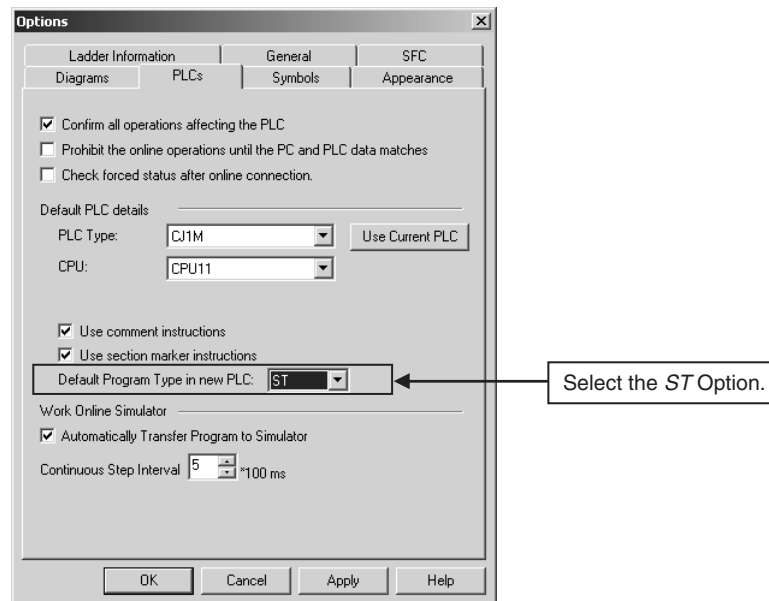 Options
Ladder Information General SFC
Diagrams PLCs Symbols Appearance
Confirm all operations affecting the PLC
Prohibit the online operations until the PC and PLC data matches
Check forced status after online connection.
Default PLC details
PLC Type: CJ1M Use Current PLC
CPU: CPU11
Use comment instructions
Use section marker instructions
Default Program Type in new PLC: ST
Select the ST Option.
Work Online Simulator
Automatically Transfer Program to Simulator
Continuous Step Interval 5 *100 ms
OK Cancel Apply Help